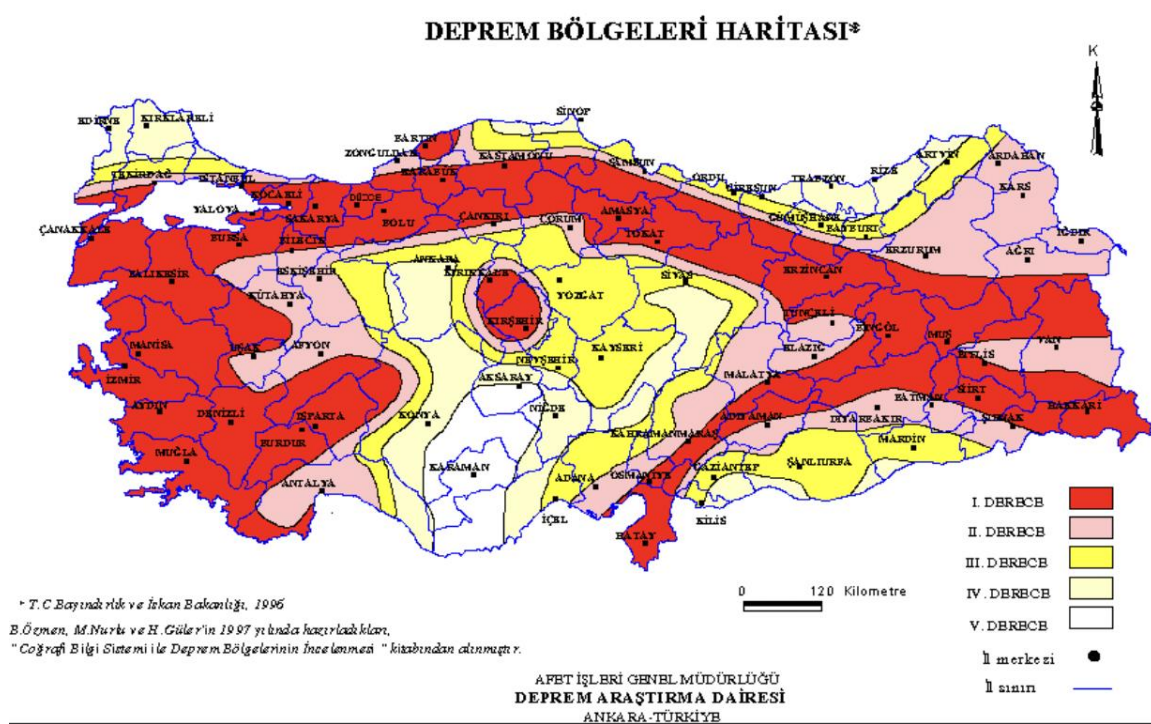 DEPREM BÖLGELERİ HARİTASI*
K
SİNOP
EDİRNE
KIRKLARELİ
BARTIN
ZONGULDAK
KASTAMONU
KARABÜK
SAMSUN
ARTVİN
ARDAHAN
TEKİRDAĞ
İSTANBUL
KOCAELİ
DÜZCE
ORDU
GİRESUN
TRABZON
RİZE
KARS
YALOVA
SAKARYA
BOLU
ÇANKIRI
ÇORUM
AMASYA
TOKAT
GÜMÜŞHANE
BAYBURT
ÇANAKKALE
BURSA
BİLECİK
ERZURUM
IĞDIR
AĞRI
BALIKESİR
ESKİŞEHİR
ANKARA
KIRIKKALE
YOZGAT
SİVAS
ERZİNCAN
KÜTAHYA
KIRŞEHİR
TUNCELİ
BİNGÖL
MUŞ
VAN
MANİSA
UŞAK
AFYON
NEVŞEHİR
KAYSERİ
ELAZIĞ
BİTLİS
İZMİR
AKSARAY
MALATYA
SİİRT
AYDIN
DENİZLİ
ISPARTA
KONYA
NİĞDE
ADIYAMAN
DIYARBAKIR
BATMAN
ŞIRNAK
HAKKARİ
BURDUR
KAHRAMANMARAŞ
MARDİN
MUĞLA
ANTALYA
KARAMAN
ADANA
OSMANİYE
GAZİANTEP
ŞANLIURFA
İÇEL
KİLİS
HATAY
I. DERECE
II. DERECE
III. DERECE
IV. DERECE
V. DERECE
İl merkezi
İl sınırı
0 120 Kilometre
* T.C.Bayındırlık ve İskan Bakanlığı, 1996
B.Özmen, M.Nurlu ve H.Güler'in 1997 yılında hazırladıkları,
"Coğrafi Bilgi Sistemi ile Deprem Bölgelerinin İncelenmesi " kitabından alınmıştır.
AFET İŞLERİ GENEL MÜDÜRLÜĞÜ
DEPREM ARAŞTIRMA DAİRESİ
ANKARA-TÜRKİYE